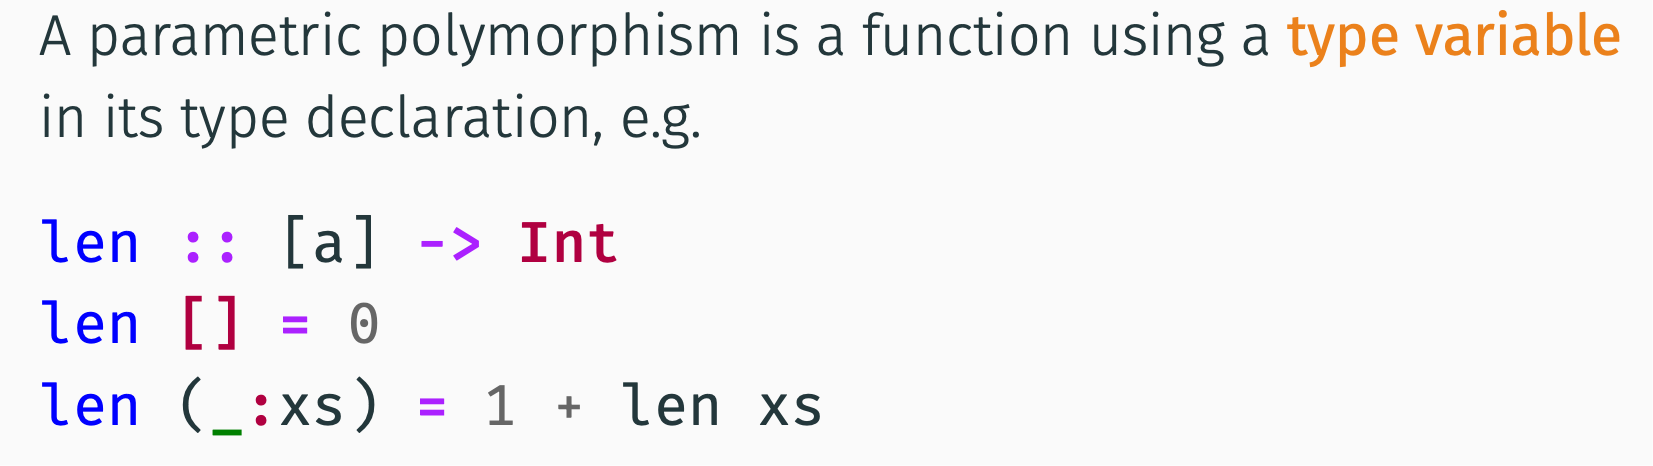 A parametric polymorphism is a function using a type variable
in its type declaration, e.g.
len :: [a] -> Int
len [] = 0
len (_:xs) = 1 + len xs